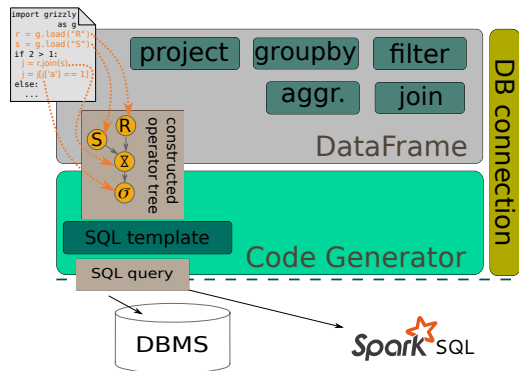 import grizzly
as g
r = g.load("R")
s = g.load("S")
if 2 > 1:
j = r.join(s)
j = j[j['a'] == 1]
else:
...
project
groupby
filter
aggr.
join
DataFrame
DB connection
R
S
⋈
σ
constructed
operator tree
SQL template
Code Generator
SQL query
DBMS
Spark SQL